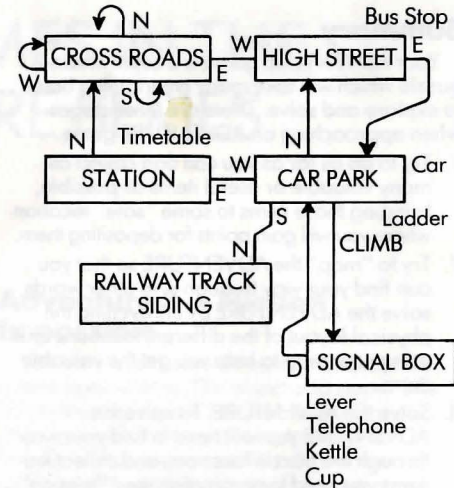 N
Bus Stop
CROSS ROADS
W
E
HIGH STREET
E
W
S
N
Timetable
N
STATION
W
E
CAR PARK
Car
S
Ladder
CLIMB
N
RAILWAY TRACK
SIDING
D
SIGNAL BOX
Lever
Telephone
Kettle
Cup